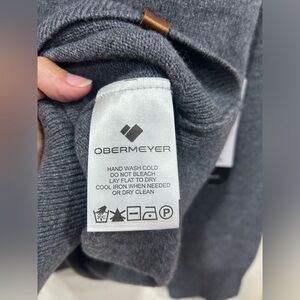 OBERMEYER
HAND WASH COLD
DO NOT BLEACH
LAY FLAT TO DRY
COOL IRON WHEN NEEDED
OR DRY CLEAN
P